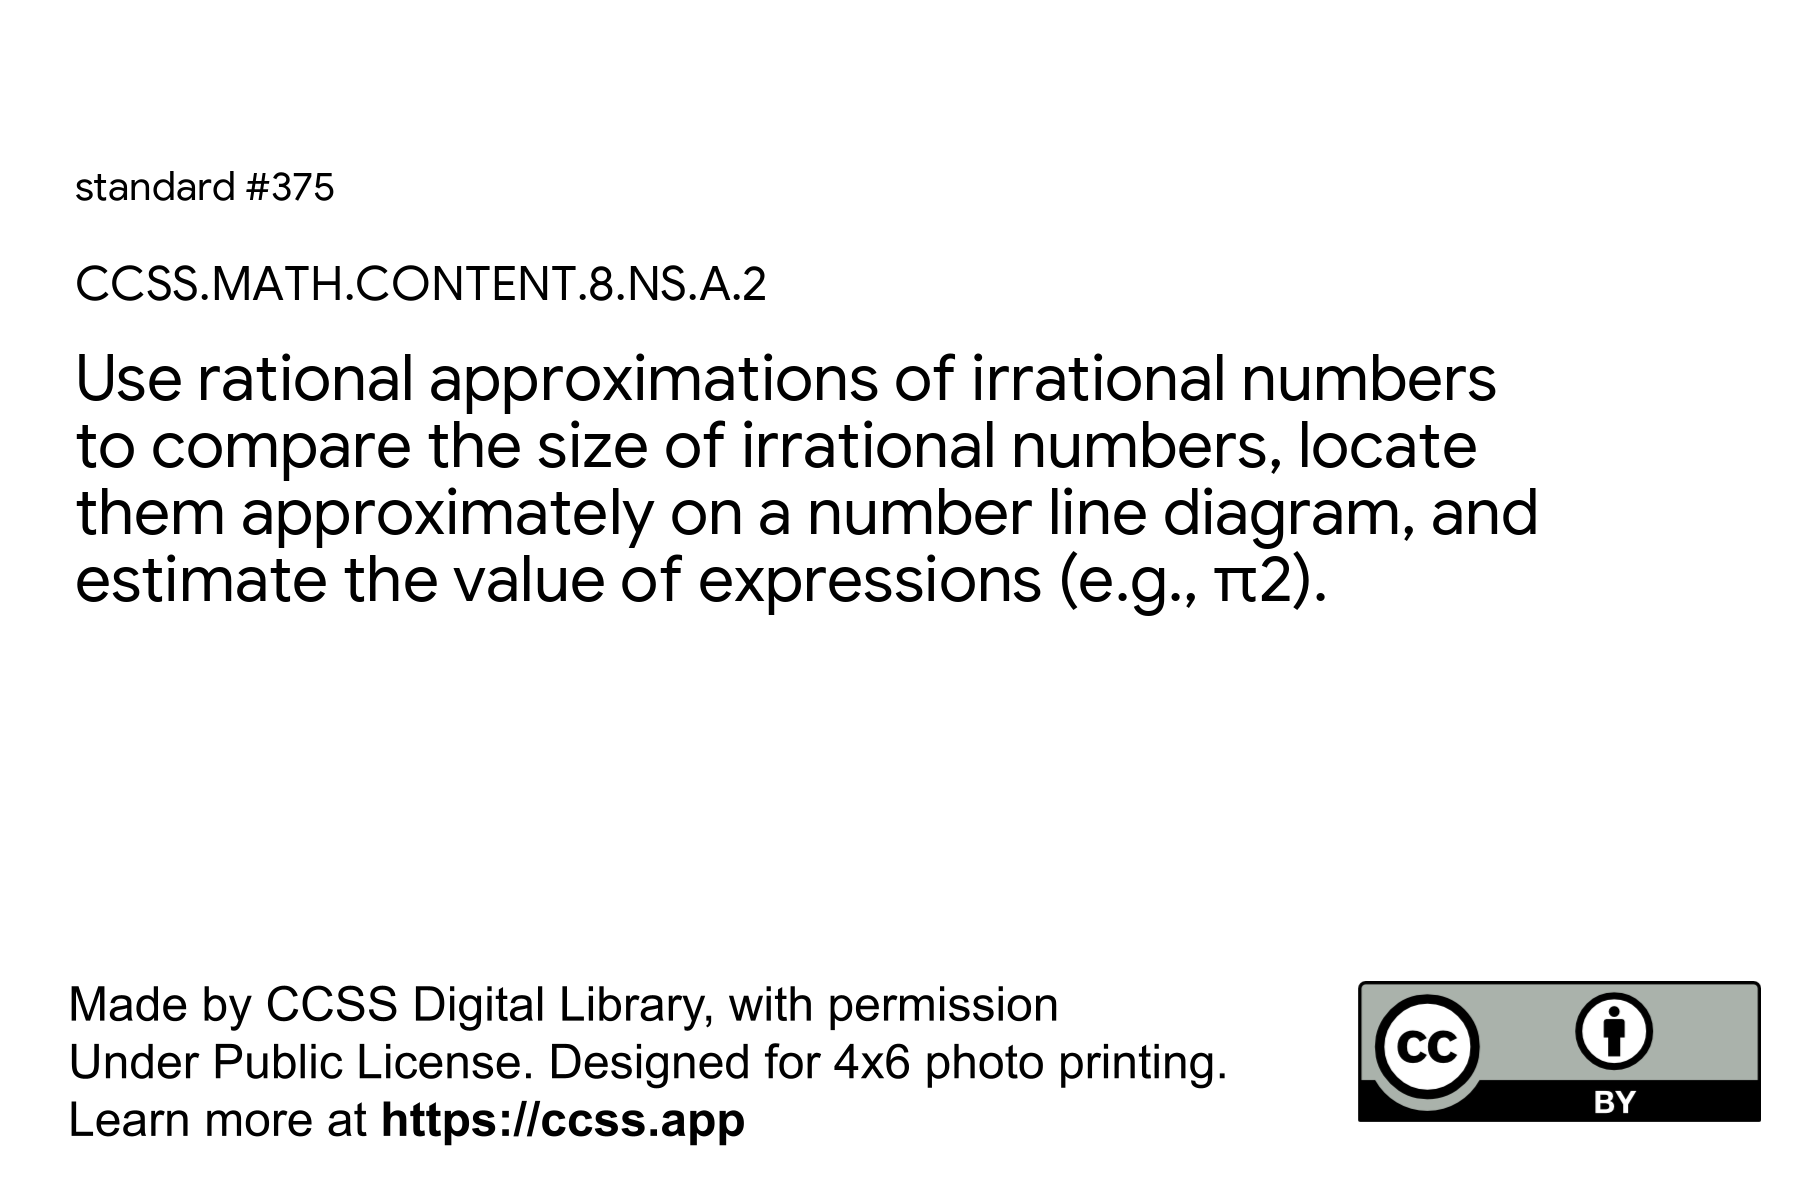 standard #375
CCSS.MATH.CONTENT.8.NS.A.2
Use rational approximations of irrational numbers
to compare the size of irrational numbers, locate
them approximately on a number line diagram, and
estimate the value of expressions (e.g., π2).
Made by CCSS Digital Library, with permission
Under Public License. Designed for 4x6 photo printing.
Learn more at https://ccss.app
CC
BY